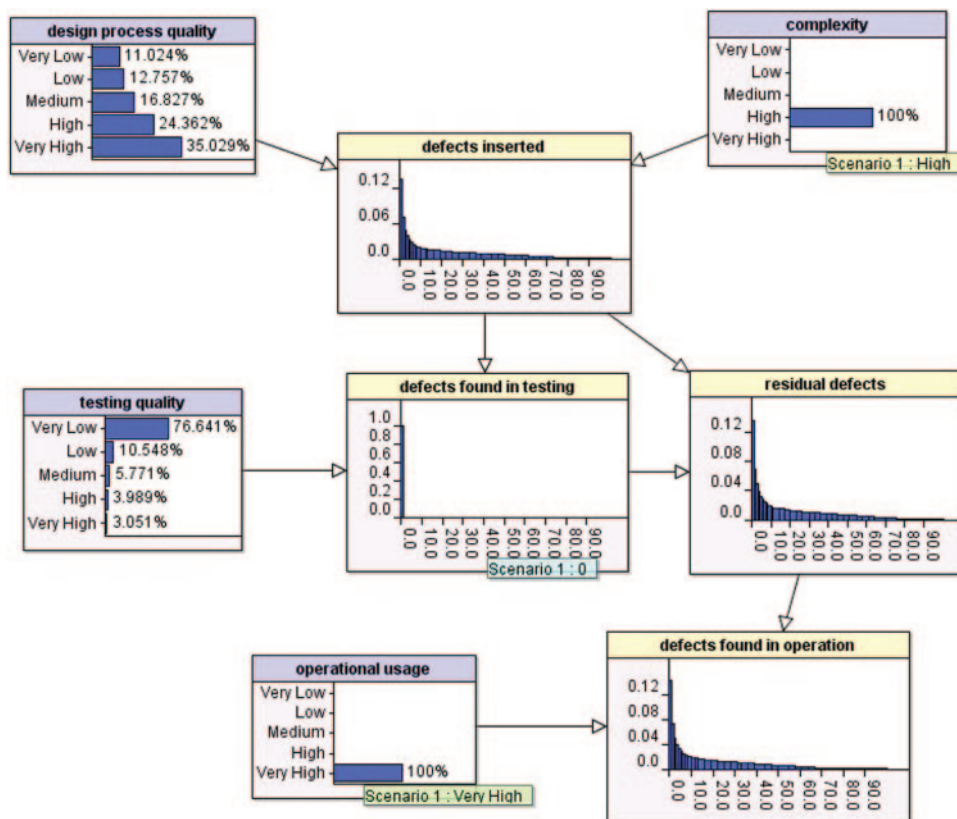 design process quality
Very Low 11.024%
Low 12.757%
Medium 16.827%
High 24.362%
Very High 35.029%
complexity
Very Low
Low
Medium
High 100%
Very High
Scenario 1 : High
defects inserted
0.12
0.06
0.0
0.0 10.0 20.0 30.0 40.0 50.0 60.0 70.0 80.0 90.0
testing quality
Very Low 76.641%
Low 10.548%
Medium 5.771%
High 3.989%
Very High 3.051%
defects found in testing
1.0
0.8
0.6
0.4
0.2
0.0
0.0 10.0 20.0 30.0 40.0 50.0 60.0 70.0 80.0 90.0
Scenario 1 : 0
residual defects
0.12
0.08
0.04
0.0
0.0 10.0 20.0 30.0 40.0 50.0 60.0 70.0 80.0 90.0
operational usage
Very Low
Low
Medium
High
Very High 100%
Scenario 1 : Very High
defects found in operation
0.12
0.08
0.04
0.0
0.0 10.0 20.0 30.0 40.0 50.0 60.0 70.0 80.0 90.0